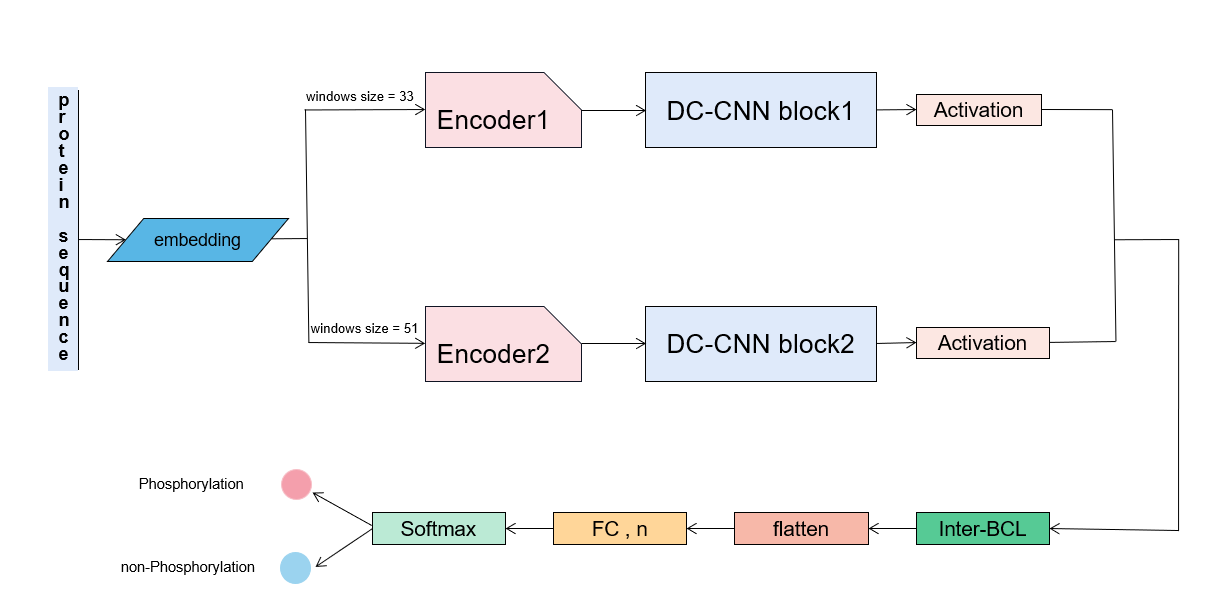 protein sequence
embedding
windows size = 33
Encoder1
DC-CNN block1
Activation
windows size = 51
Encoder2
DC-CNN block2
Activation
Phosphorylation
non-Phosphorylation
Softmax
FC , n
flatten
Inter-BCL